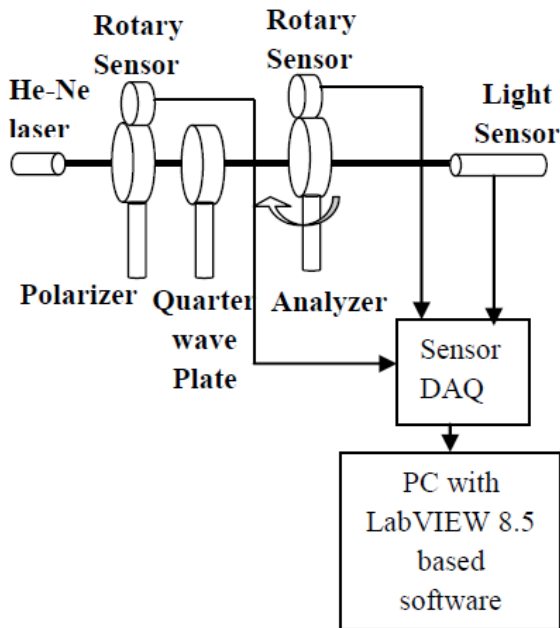 Rotary
Sensor
Rotary
Sensor
He-Ne
laser
Light
Sensor
Polarizer
Quarter
wave
Plate
Analyzer
Sensor
DAQ
PC with
LabVIEW 8.5
based
software